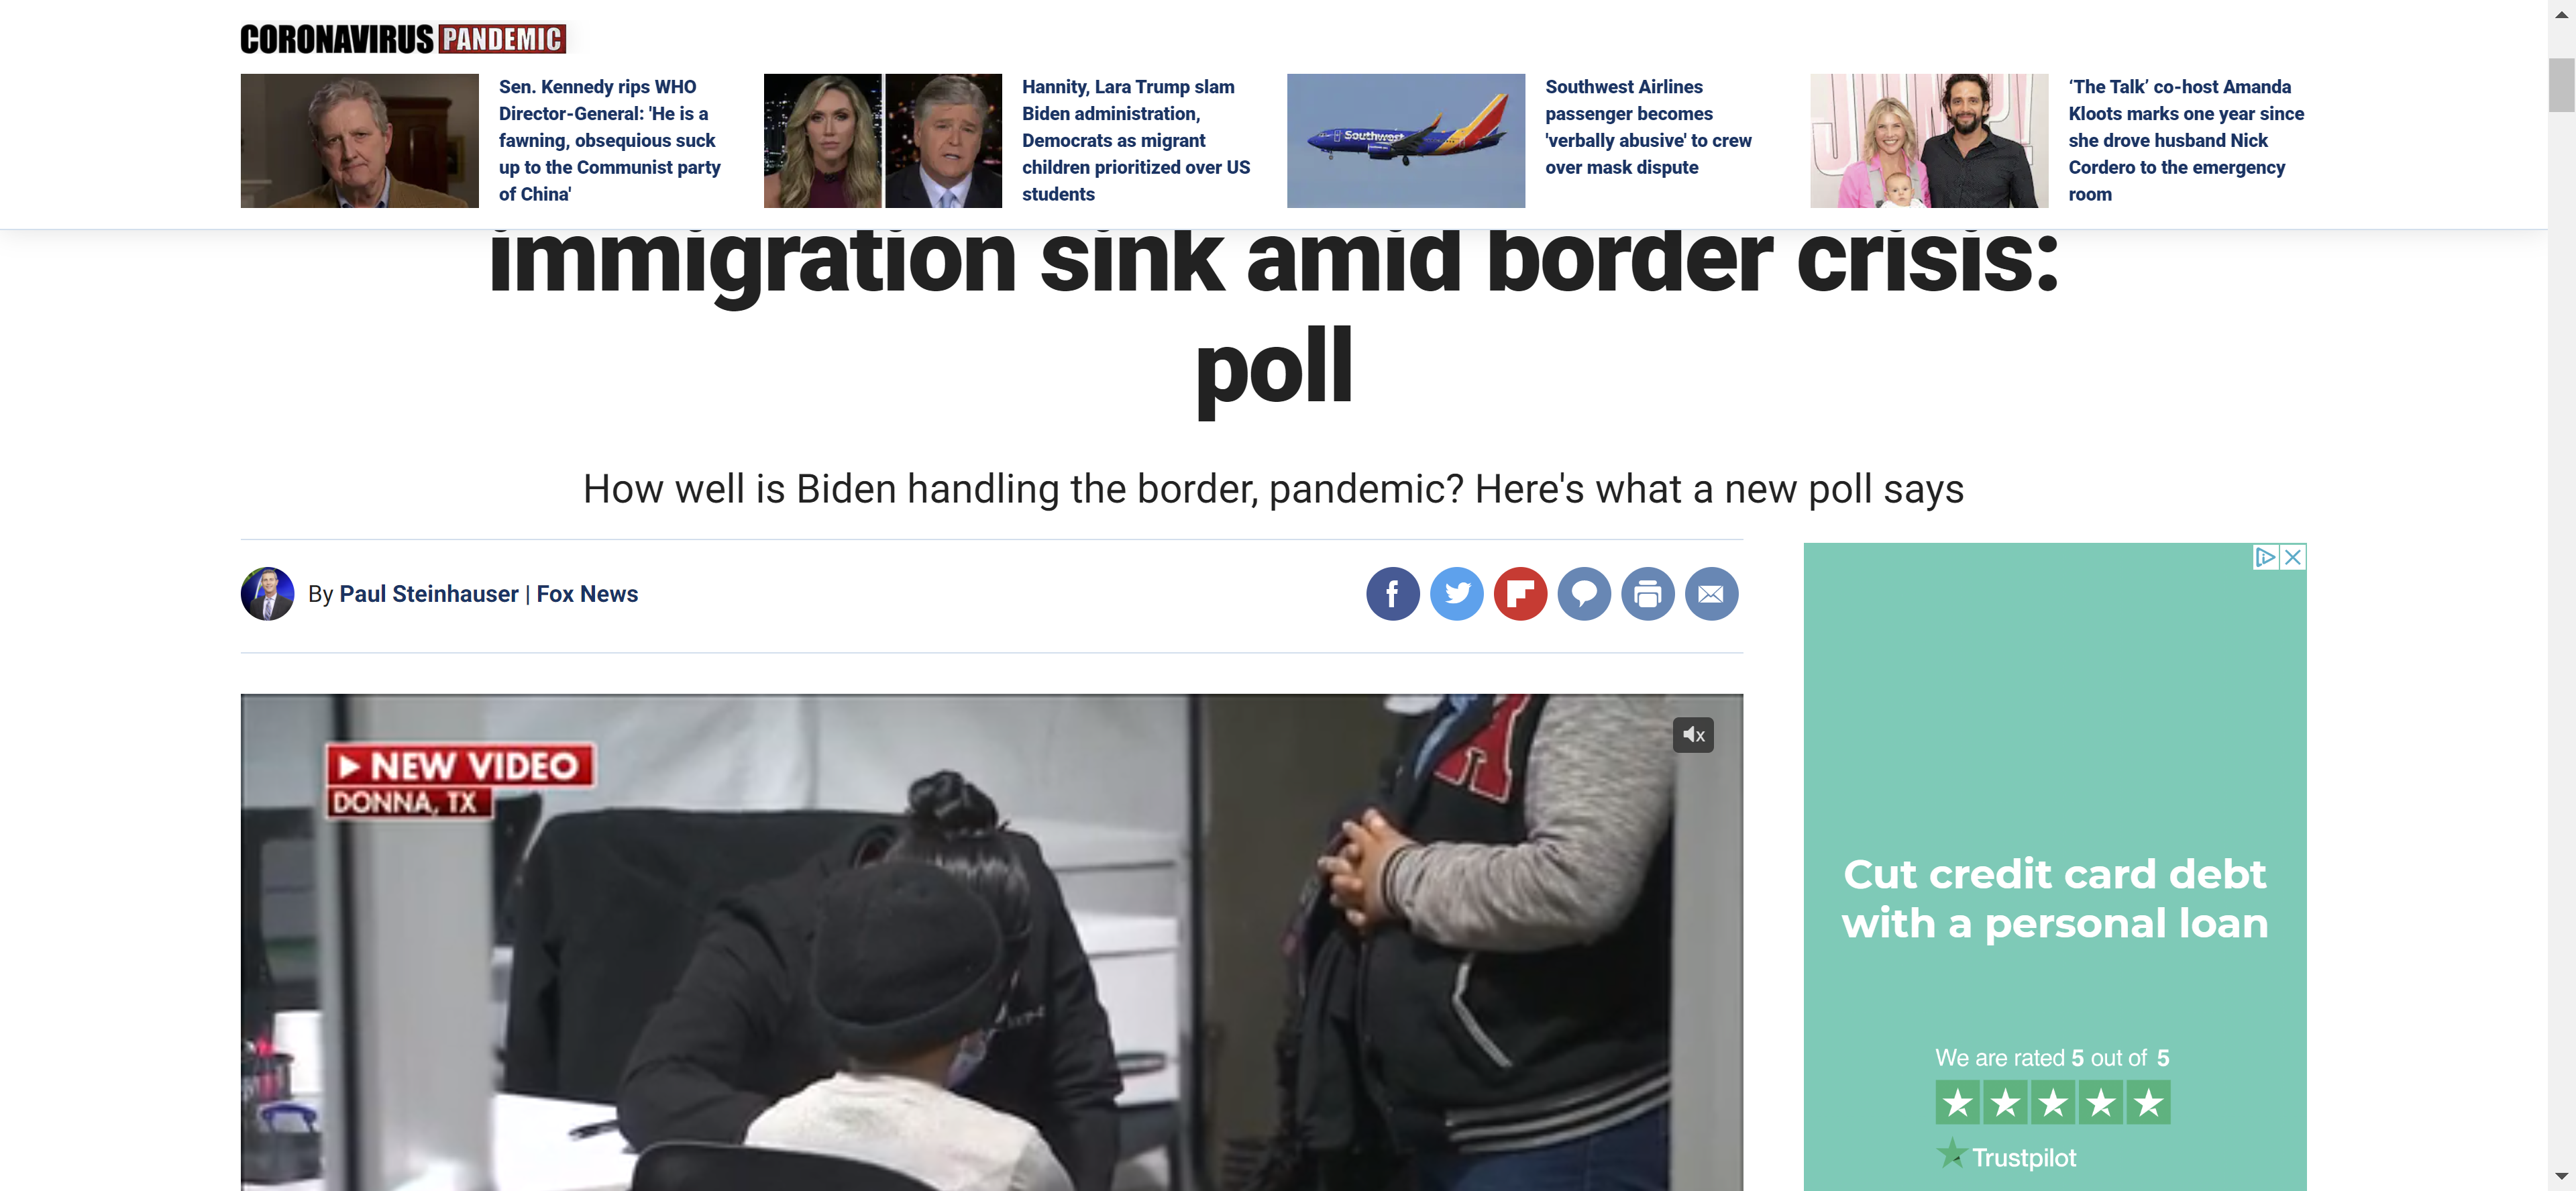 CORONAVIRUS PANDEMIC
Sen. Kennedy rips WHO
Director-General: 'He is a
fawning, obsequious suck
up to the Communist party
of China'
Hannity, Lara Trump slam
Biden administration,
Democrats as migrant
children prioritized over US
students
Southwest
Southwest Airlines
passenger becomes
'verbally abusive' to crew
over mask dispute
‘The Talk’ co-host Amanda
Kloots marks one year since
she drove husband Nick
Cordero to the emergency
room
immigration sink amid border crisis:
poll
How well is Biden handling the border, pandemic? Here's what a new poll says
By Paul Steinhauser | Fox News
NEW VIDEO
DONNA, TX
Cut credit card debt
with a personal loan
We are rated 5 out of 5
Trustpilot